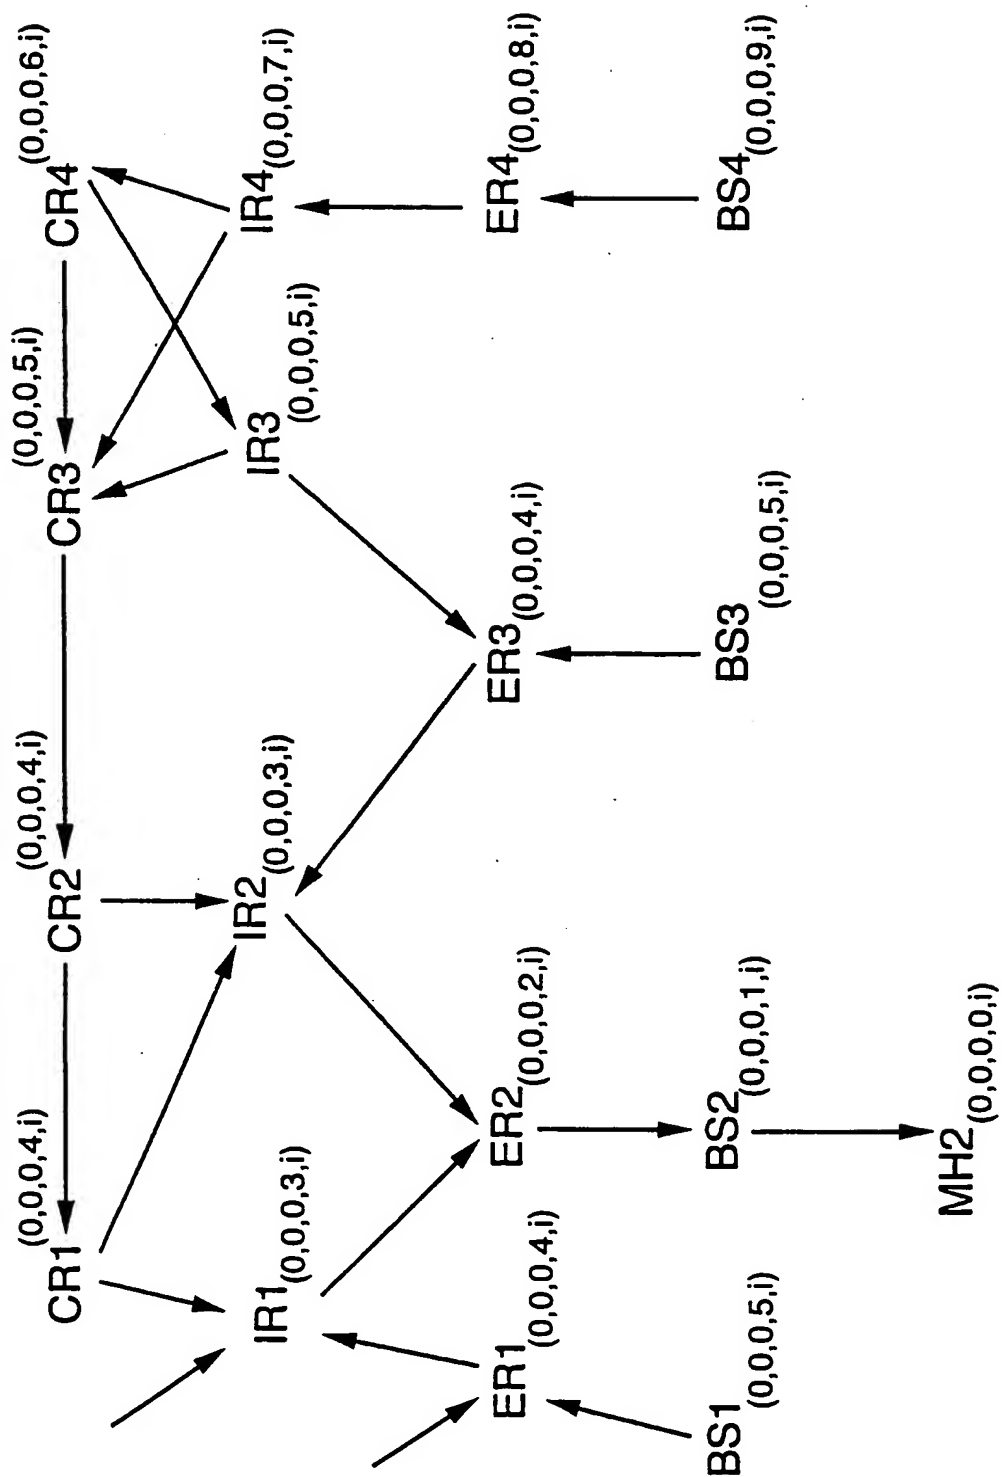 CR1 (0,0,0,4,i)
CR2 (0,0,0,4,i)
CR3 (0,0,0,5,i)
CR4 (0,0,0,6,i)
IR1 (0,0,0,3,i)
IR2 (0,0,0,3,i)
IR3 (0,0,0,5,i)
IR4 (0,0,0,7,i)
ER1 (0,0,0,4,i)
ER2 (0,0,0,2,i)
ER3 (0,0,0,4,i)
ER4 (0,0,0,8,i)
BS1 (0,0,0,5,i)
BS2 (0,0,0,1,i)
BS3 (0,0,0,5,i)
BS4 (0,0,0,9,i)
MH2 (0,0,0,0,i)